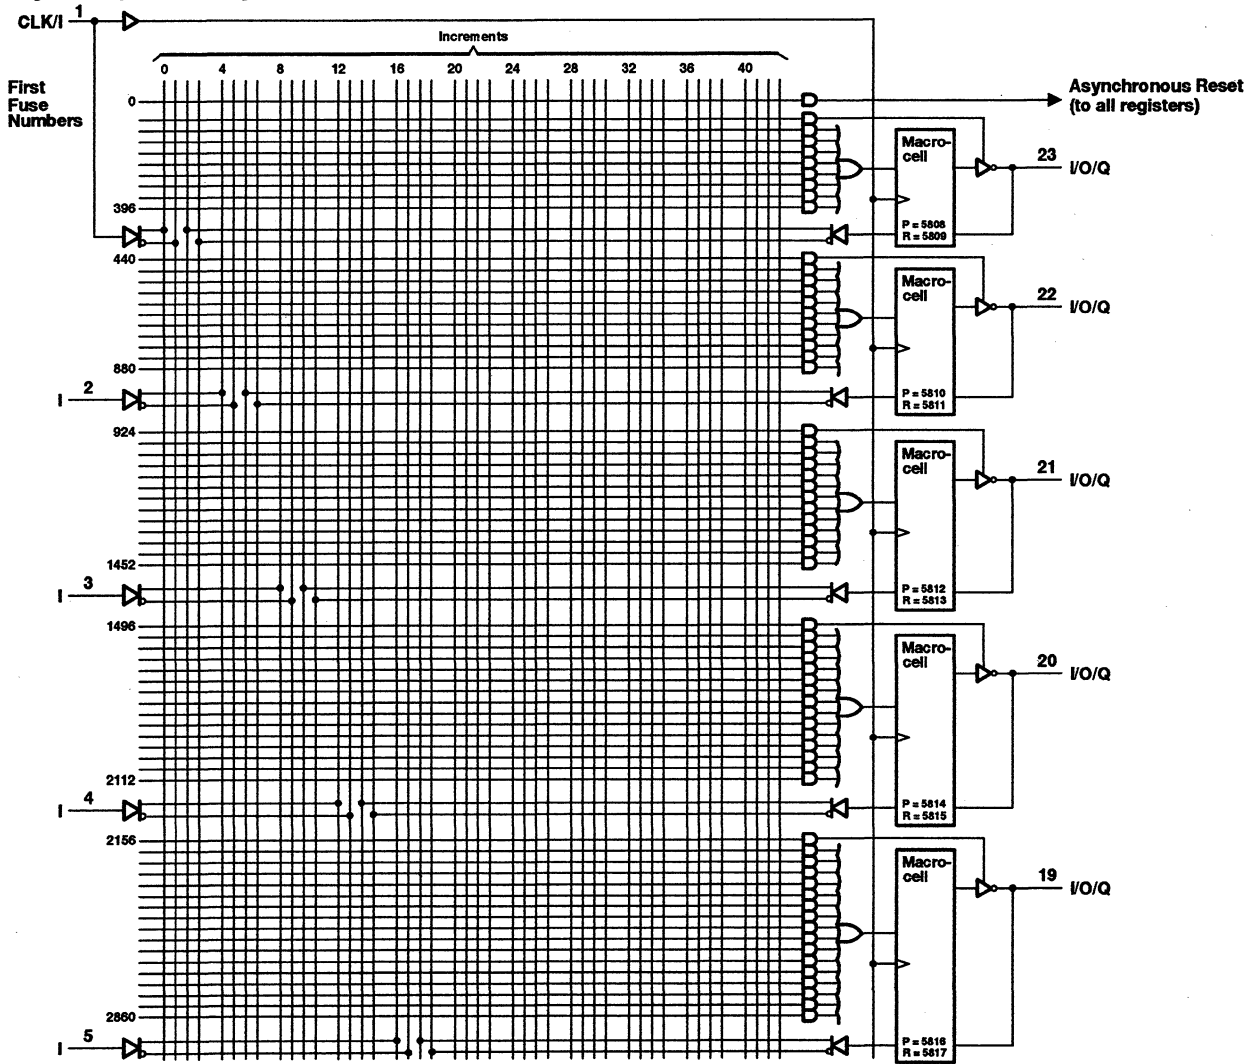 CLK/I 1
Increments
0 4 8 12 16 20 24 28 32 36 40
First
Fuse
Numbers
0
Asynchronous Reset
(to all registers)
Macro-
cell
23 I/O/Q
396
P = 5808
R = 5809
440
Macro-
cell
22 I/O/Q
880
I 2
P = 5810
R = 5811
924
Macro-
cell
21 I/O/Q
1452
I 3
P = 5812
R = 5813
1496
Macro-
cell
20 I/O/Q
2112
I 4
P = 5814
R = 5815
2156
Macro-
cell
19 I/O/Q
2860
I 5
P = 5816
R = 5817